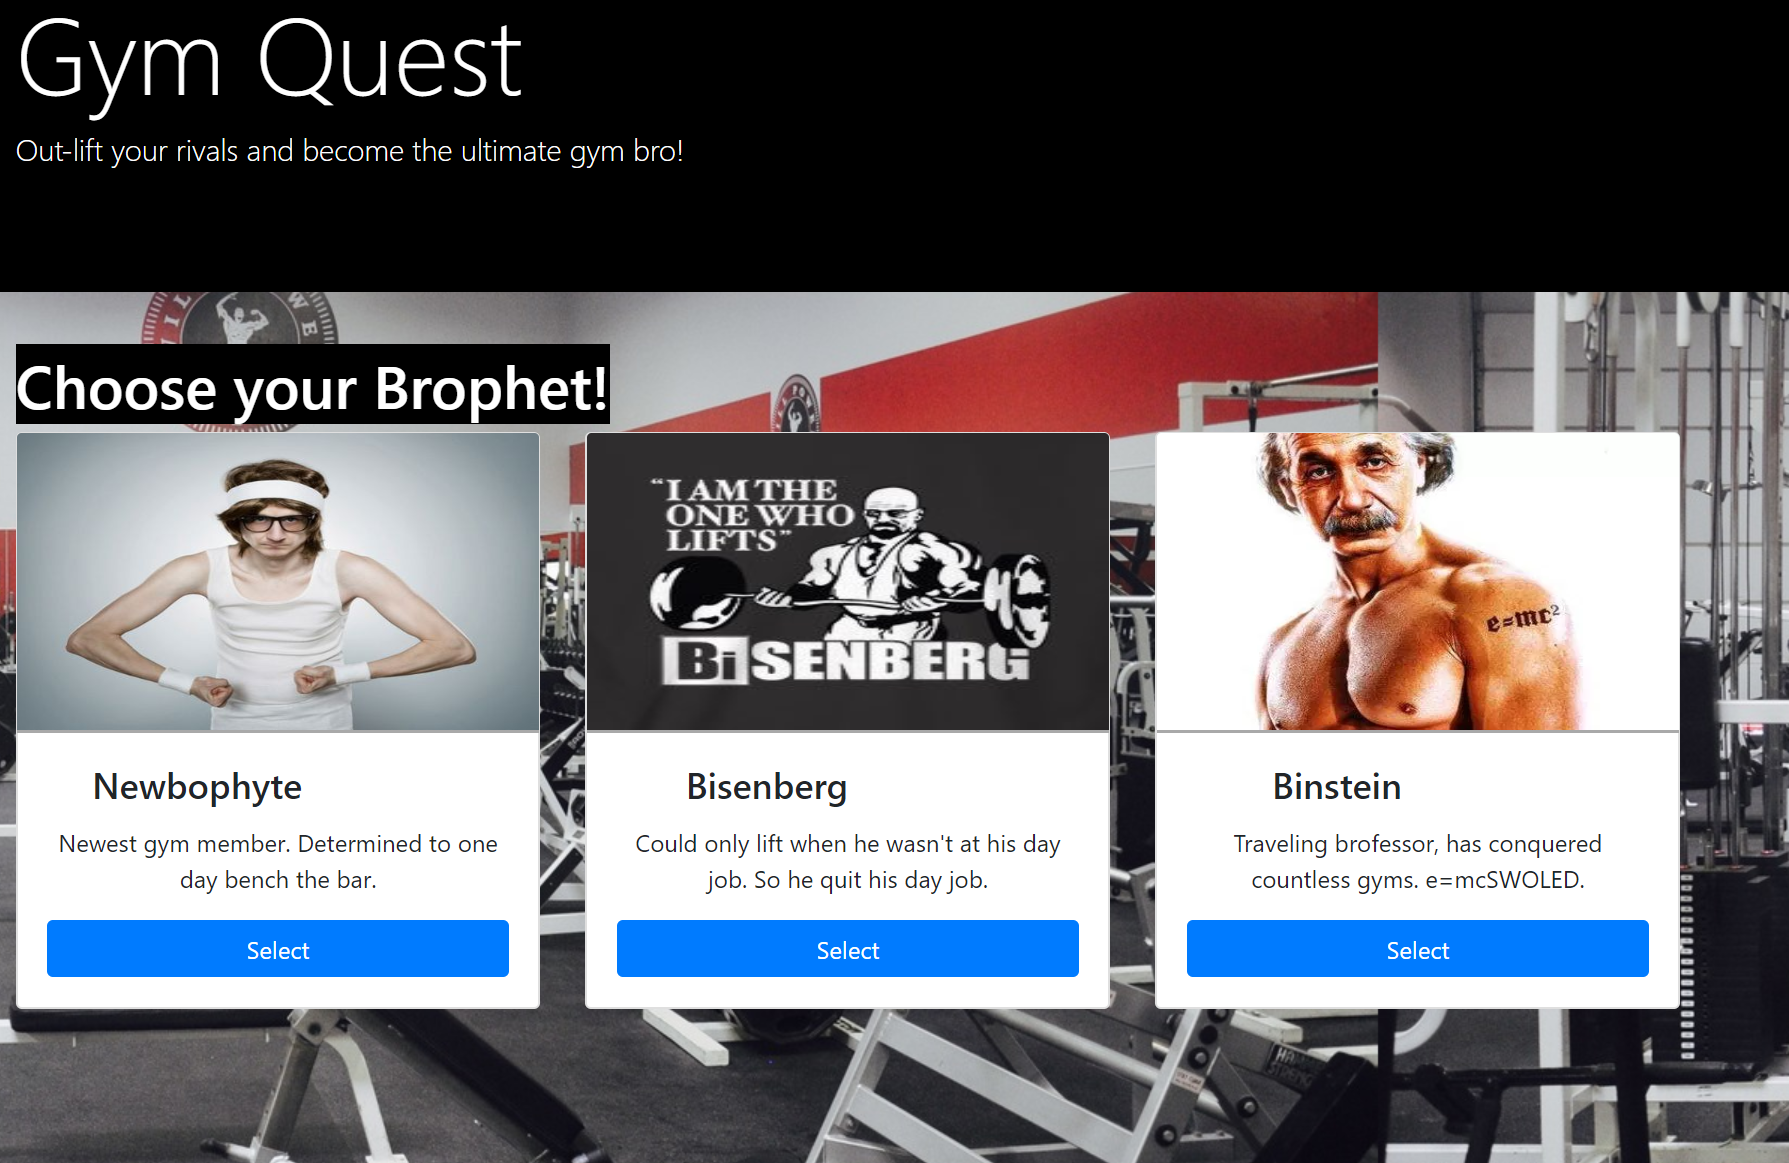 Gym Quest
Out-lift your rivals and become the ultimate gym bro!
Choose your Brophet!
“I AM THE
ONE WHO
LIFTS”
BiSENBERG
e=mc²
Newbophyte
Newest gym member. Determined to one
day bench the bar.
Select
Bisenberg
Could only lift when he wasn't at his day
job. So he quit his day job.
Select
Binstein
Traveling brofessor, has conquered
countless gyms. e=mcSWOLED.
Select